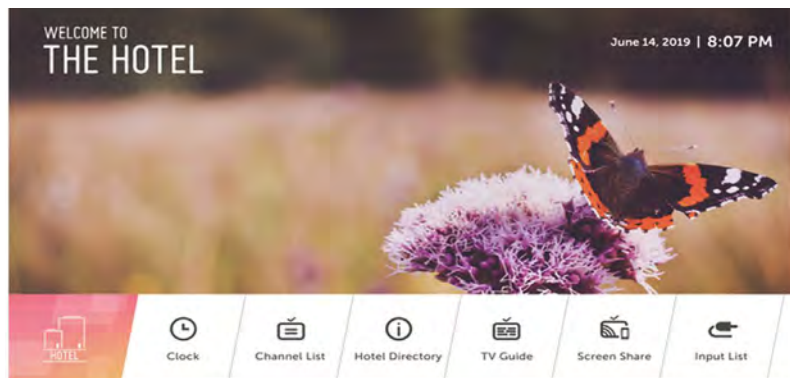 WELCOME TO
THE HOTEL
June 14, 2019 | 8:07 PM
HOTEL
Clock
Channel List
Hotel Directory
TV Guide
Screen Share
Input List